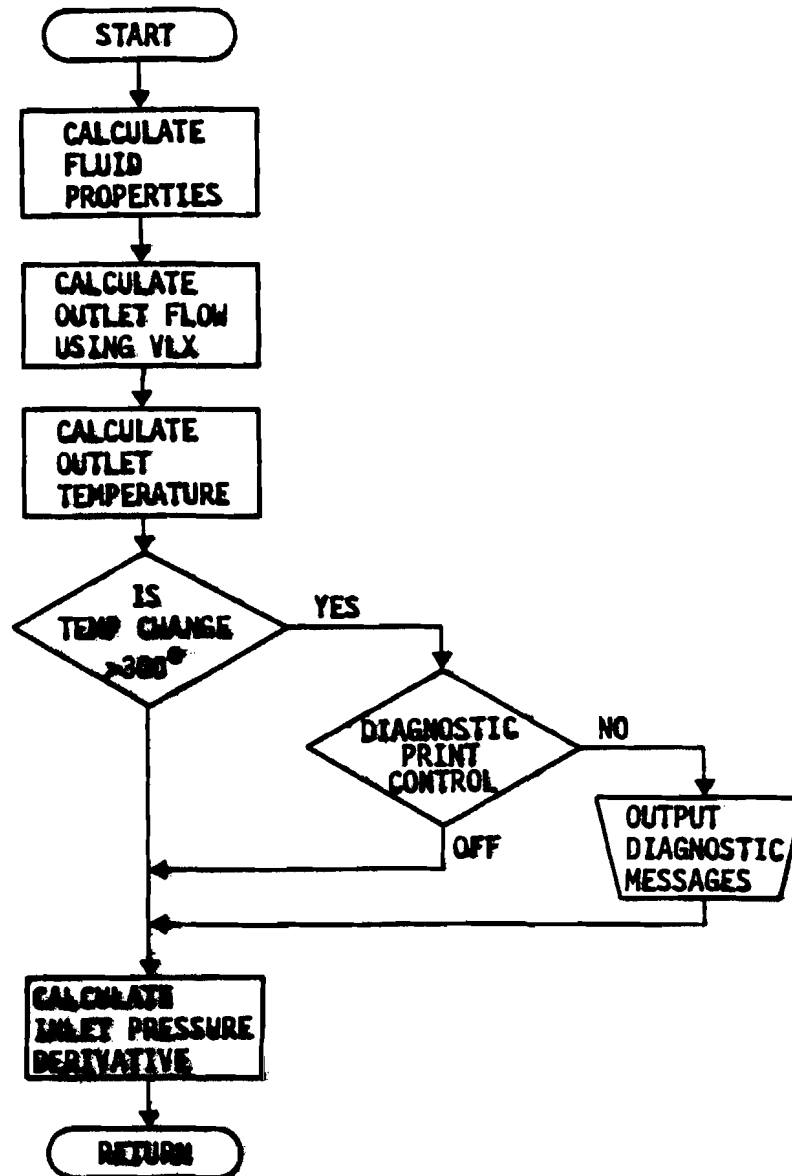 START
CALCULATE
FLUID
PROPERTIES
CALCULATE
OUTLET FLOW
USING VLX
CALCULATE
OUTLET
TEMPERATURE
IS
TEMP CHANGE
>300°
YES
DIAGNOSTIC
PRINT
CONTROL
NO
OFF
OUTPUT
DIAGNOSTIC
MESSAGES
CALCULATE
INLET PRESSURE
DERIVATIVE
RETURN